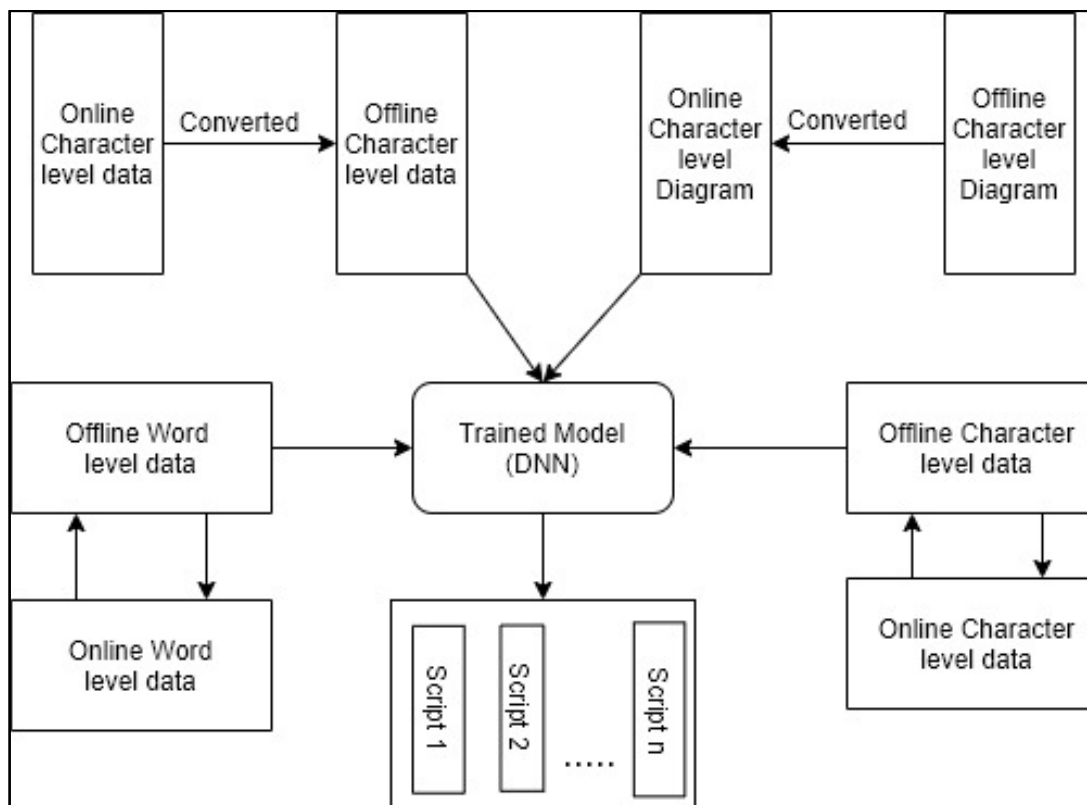 Online
Character
level data
Converted
Offline
Character
level data
Online
Character
level
Diagram
Converted
Offline
Character
level
Diagram
Offline Word
level data
Trained Model
(DNN)
Offline Character
level data
Online Word
level data
Script 1
Script 2
.....
Script n
Online Character
level data